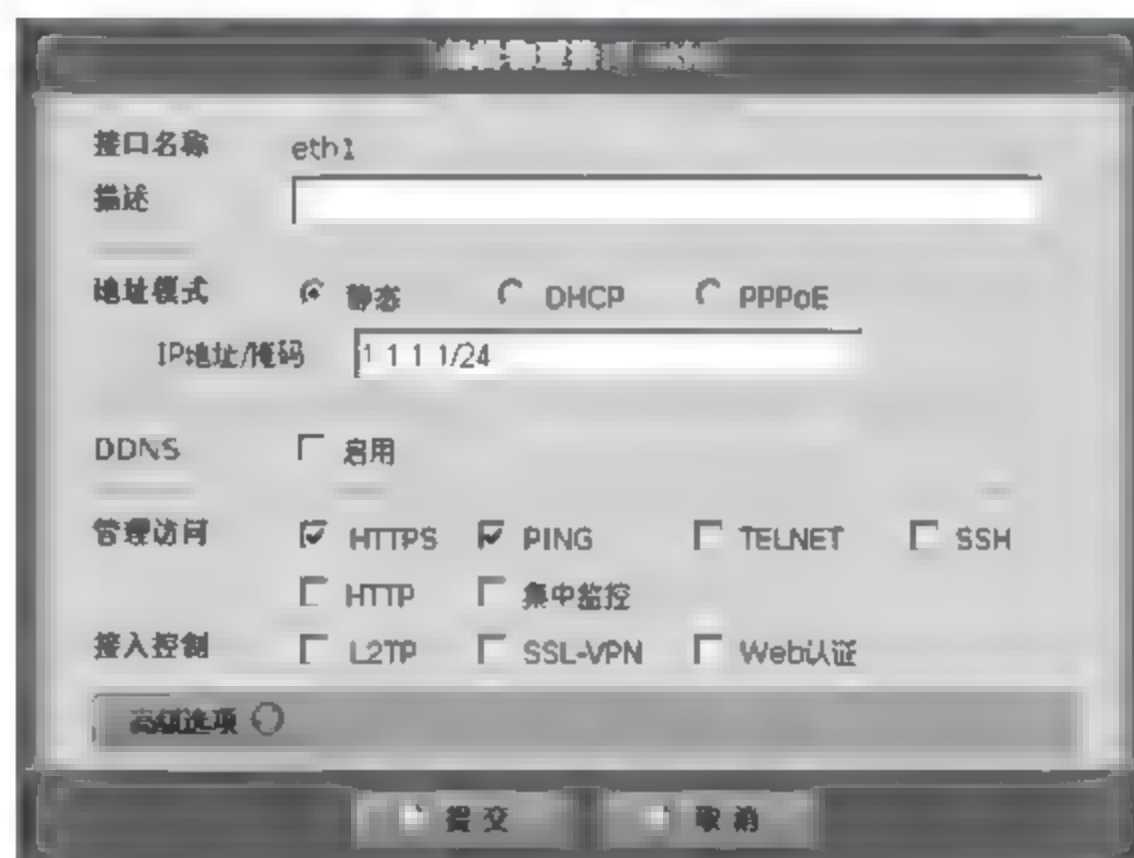 接口名称 eth1
描述
地址模式 静态 DHCP PPPoE
IP地址/掩码 1 1 1 1/24
DDNS 启用
管理访问 HTTPS PING TELNET SSH
HTTP 集中监控
接入控制 L2TP SSL-VPN Web认证
高级选项
提交 取消